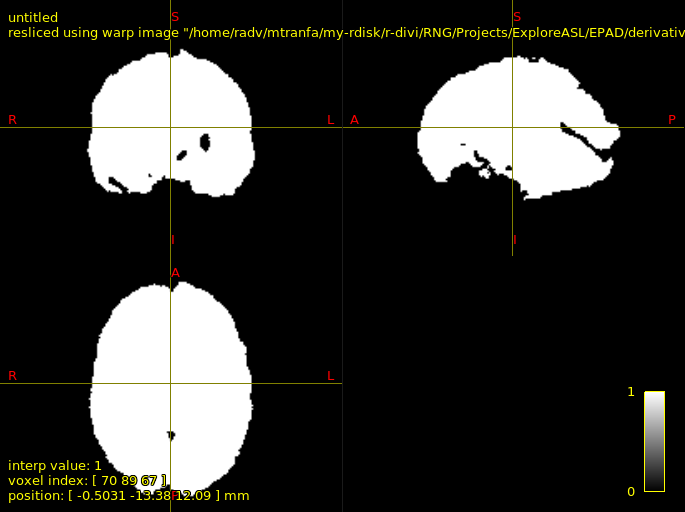 untitled
resliced using warp image "/home/radv/mtranfa/my-rdisk/r-divi/RNG/Projects/ExploreASL/EPAD/derivativ
S
S
R
L
A
P
I
I
A
R
L
1
interp value: 1
voxel index: [ 70 89 67 ]
0
position: [ -0.5031 -13.38 12.09 ] mm